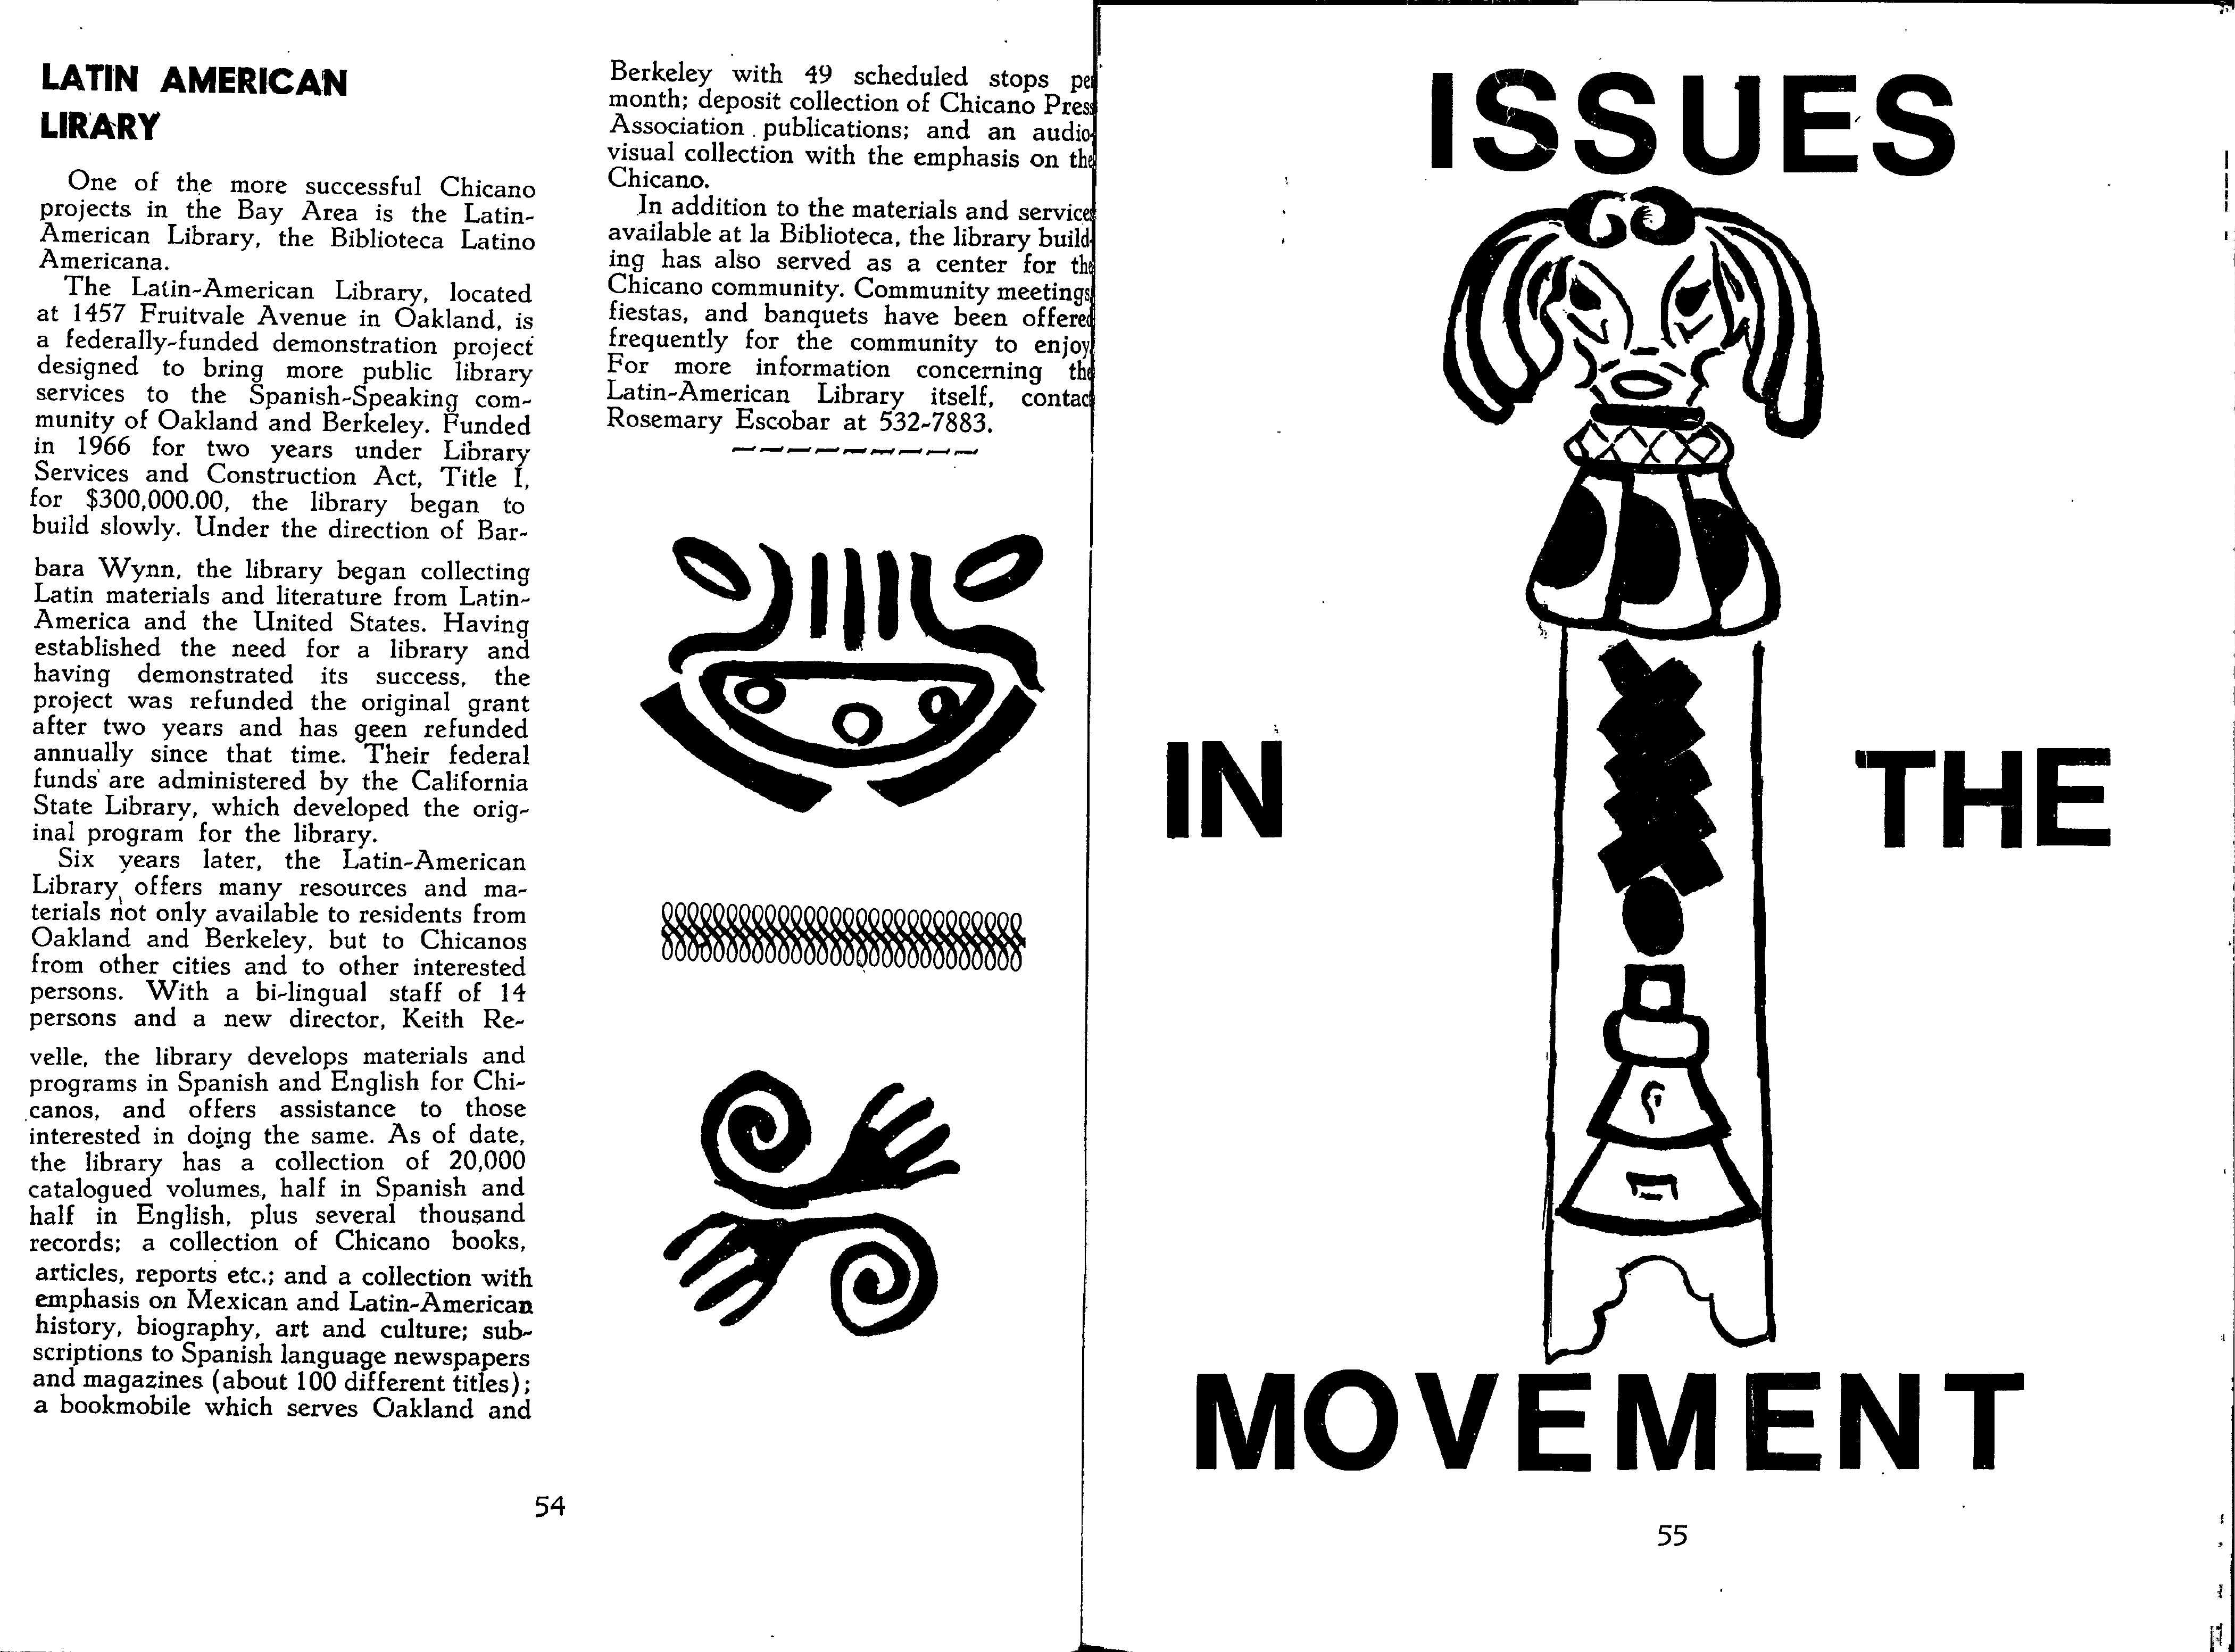 LATIN AMERICAN
LIRARY
One of the more successful Chicano
projects in the Bay Area is the Latin-
American Library, the Biblioteca Latino
Americana.
The Latin-American Library, located
at 1457 Fruitvale Avenue in Oakland, is
a federally-funded demonstration project
designed to bring more public library
services to the Spanish-Speaking com-
munity of Oakland and Berkeley. Funded
in 1966 for two years under Library
Services and Construction Act, Title I,
for $300,000.00, the library began to
build slowly. Under the direction of Bar-
bara Wynn, the library began collecting
Latin materials and literature from Latin-
America and the United States. Having
established the need for a library and
having demonstrated its success, the
project was refunded the original grant
after two years and has geen refunded
annually since that time. Their federal
funds are administered by the California
State Library, which developed the orig-
inal program for the library.
Six years later, the Latin-American
Library offers many resources and ma-
terials not only available to residents from
Oakland and Berkeley, but to Chicanos
from other cities and to other interested
persons. With a bi-lingual staff of 14
persons and a new director, Keith Re-
velle, the library develops materials and
programs in Spanish and English for Chi-
canos, and offers assistance to those
interested in doing the same. As of date,
the library has a collection of 20,000
catalogued volumes, half in Spanish and
half in English, plus several thousand
records; a collection of Chicano books,
articles, reports etc.; and a collection with
emphasis on Mexican and Latin-American
history, biography, art and culture; sub-
scriptions to Spanish language newspapers
and magazines (about 100 different titles);
a bookmobile which serves Oakland and
Berkeley with 49 scheduled stops per
month; deposit collection of Chicano Press
Association publications; and an audio-
visual collection with the emphasis on the
Chicano.
In addition to the materials and services
available at la Biblioteca, the library build-
ing has also served as a center for the
Chicano community. Community meetings,
fiestas, and banquets have been offered
frequently for the community to enjoy.
For more information concerning the
Latin-American Library itself, contact
Rosemary Escobar at 532-7883.
54
ISSUES
IN THE
MOVEMENT
55